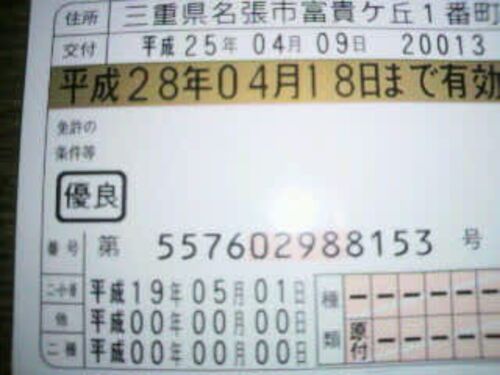 住所 三重県名張市富貴ケ丘1番町
交付 平成25年04月09日 20013
平成28年04月18日まで有効
免許の
条件等
優良
番号 第 557602988153 号
二小原 平成19年05月01日
他 平成00年00月00日
二種 平成00年00月00日
種類 原付